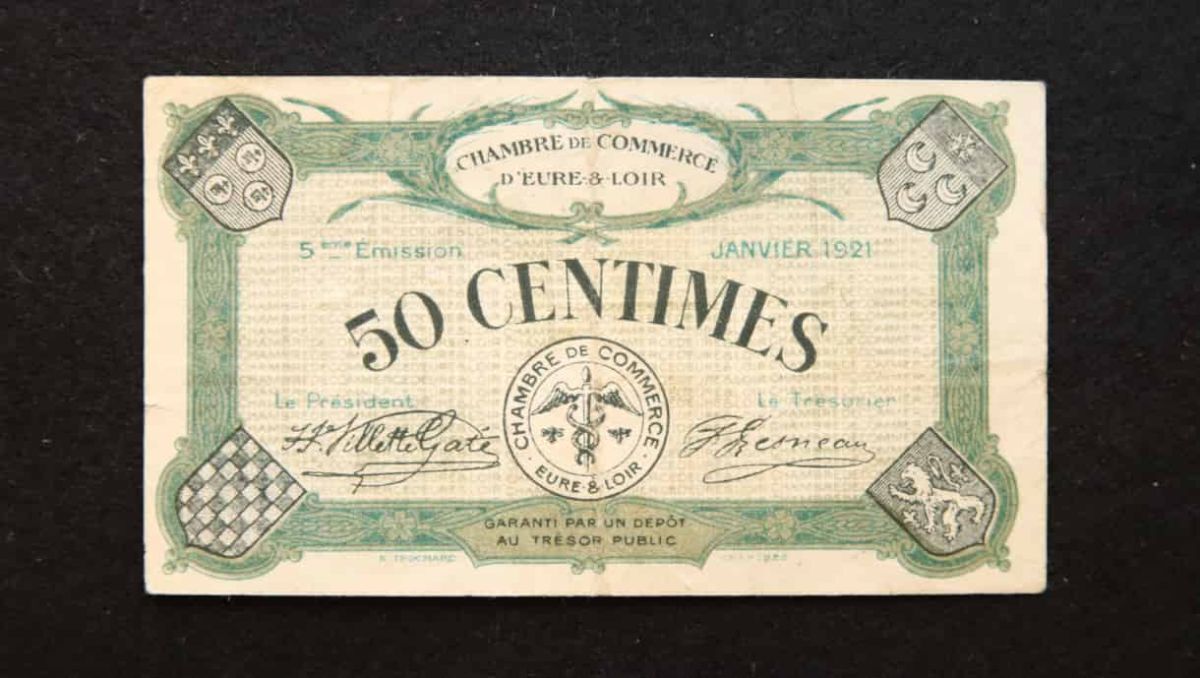 CHAMBRE DE COMMERCE
D'EURE-&-LOIR
5ème Émission
JANVIER 1921
50 CENTIMES
CHAMBRE DE COMMERCE
· EURE-&-LOIR ·
Le Président
Le Trésorier
GARANTI PAR UN DEPÔT
AU TRÉSOR PUBLIC